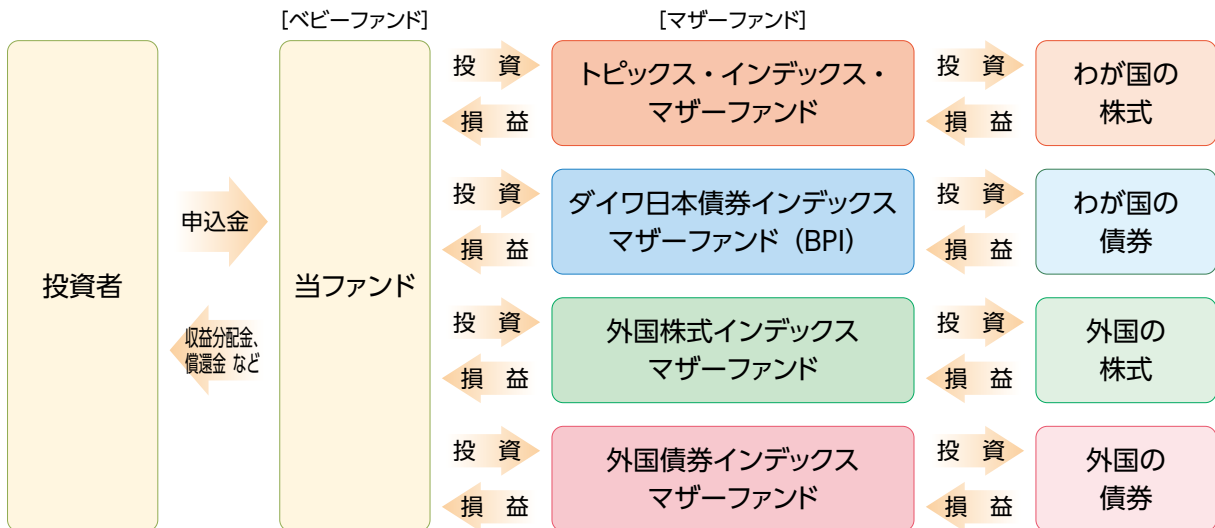 [ベビーファンド]
[マザーファンド]
投資者
申込金
収益分配金、
償還金 など
当ファンド
投 資
損 益
トピックス・インデックス・
マザーファンド
投 資
損 益
わが国の
株式
投 資
損 益
ダイワ日本債券インデックス
マザーファンド（BPI）
投 資
損 益
わが国の
債券
投 資
損 益
外国株式インデックス
マザーファンド
投 資
損 益
外国の
株式
投 資
損 益
外国債券インデックス
マザーファンド
投 資
損 益
外国の
債券